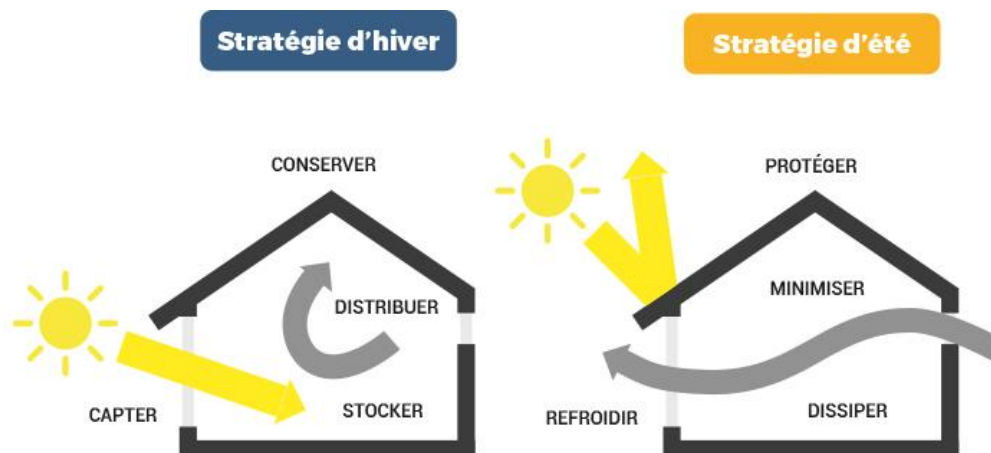 Stratégie d'hiver
Stratégie d'été
CONSERVER
DISTRIBUER
CAPTER
STOCKER
PROTÉGER
MINIMISER
REFROIDIR
DISSIPER